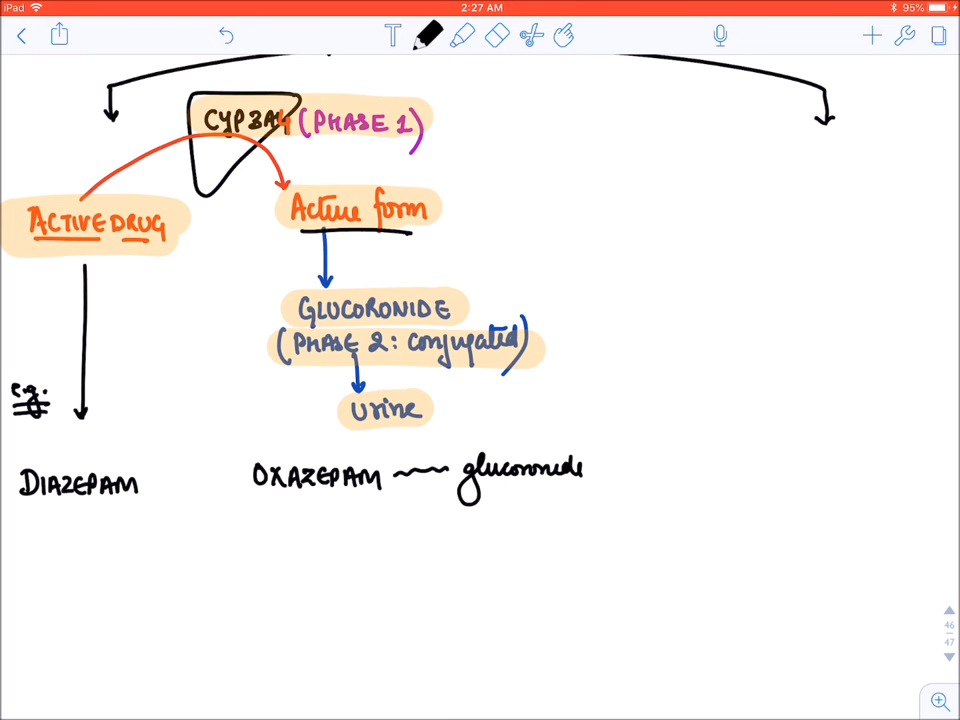 iPad 2:27 AM 95%
T
CYP3A4 (PHASE 1)
ACTIVE DRUG
Active form
GLUCORONIDE
(PHASE 2: conjugated)
urine
e.g.
DIAZEPAM
OXAZEPAM glucoronide
46
47